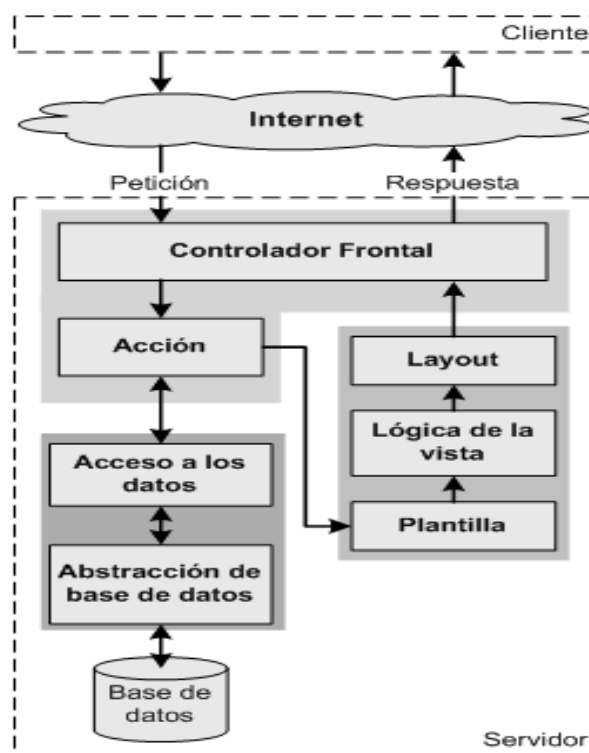 Cliente
Internet
Petición
Respuesta
Controlador Frontal
Acción
Layout
Lógica de la
vista
Plantilla
Acceso a los
datos
Abstracción de
base de datos
Base de
datos
Servidor